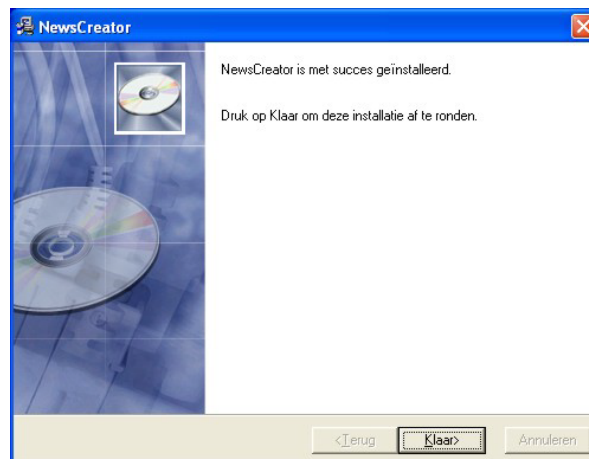 NewsCreator
NewsCreator is met succes geïnstalleerd.
Druk op Klaar om deze installatie af te ronden.
<Terug
Klaar>
Annuleren